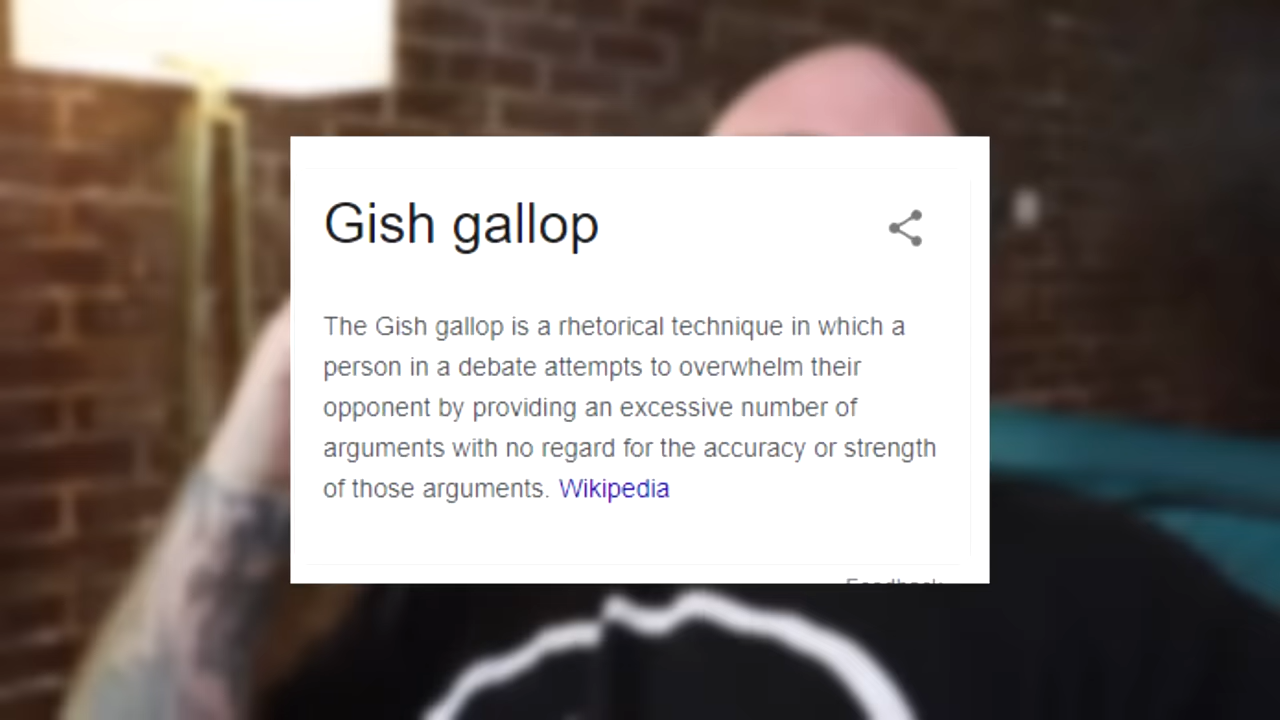 Gish gallop
The Gish gallop is a rhetorical technique in which a
person in a debate attempts to overwhelm their
opponent by providing an excessive number of
arguments with no regard for the accuracy or strength
of those arguments. Wikipedia
Feedback